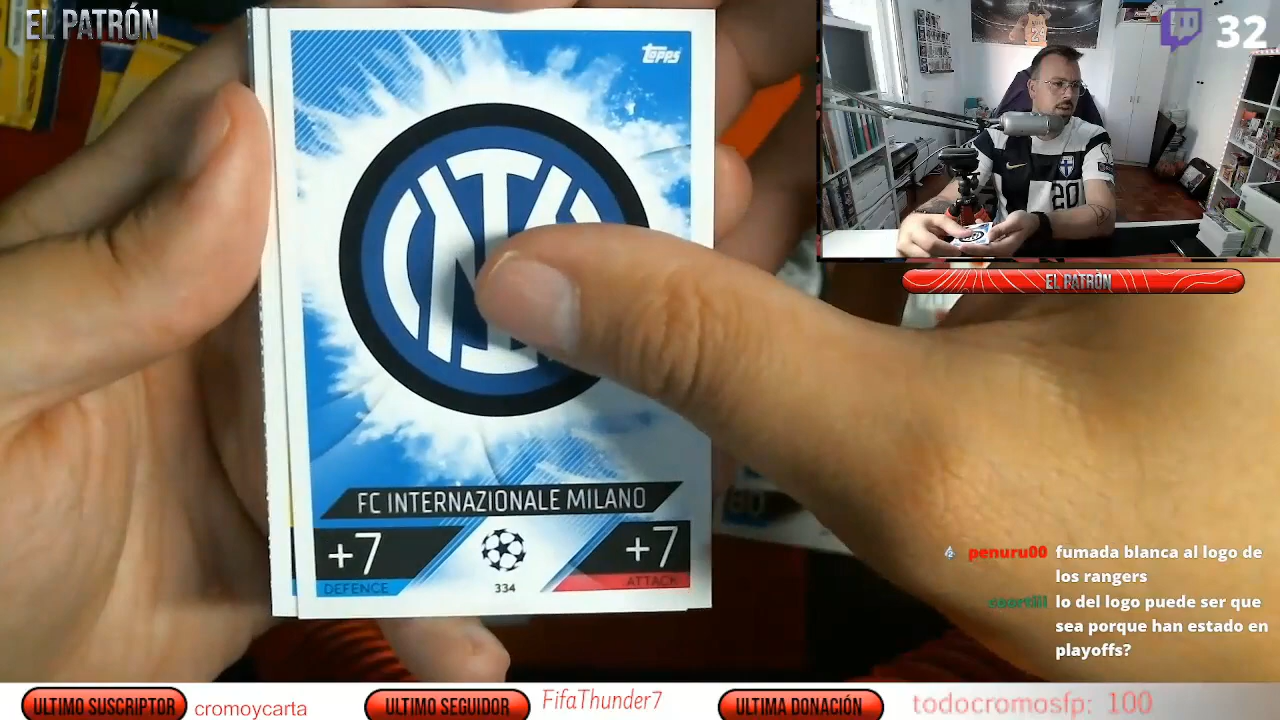 EL PATRÓN
topps
32
20
EL PATRÓN
FC INTERNAZIONALE MILANO
+7
+7
DEFENCE
334
ATTACK
penuru00 fumada blanca al logo de
los rangers
lo del logo puede ser que
sea porque han estado en
playoffs?
ULTIMO SUSCRIPTOR cromoycarta
ULTIMO SEGUIDOR FifaThunder7
ULTIMA DONACIÓN todocromosfp: 100